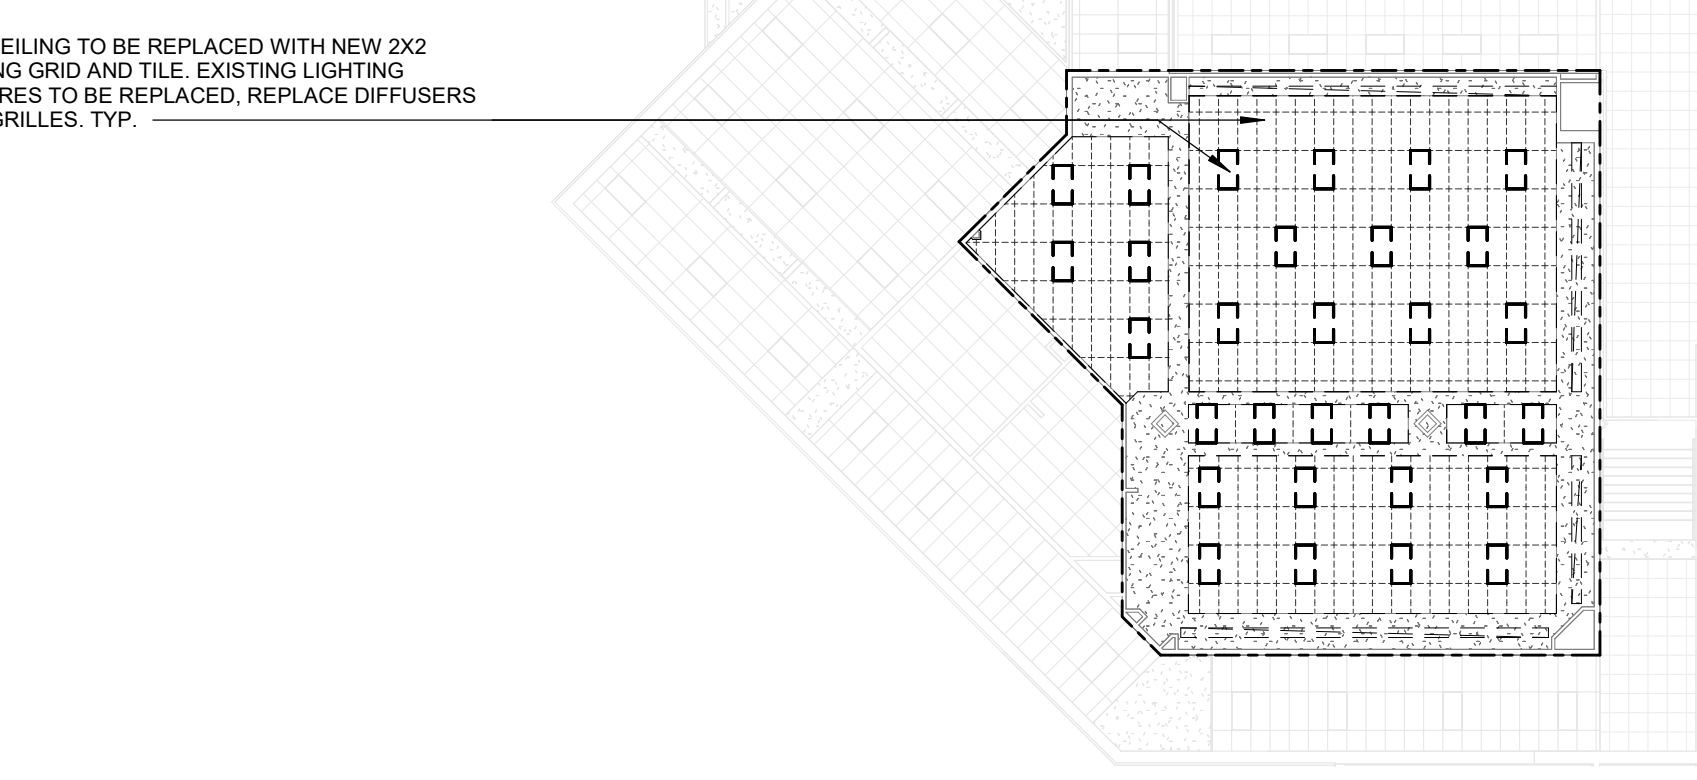 EILING TO BE REPLACED WITH NEW 2X2
NG GRID AND TILE. EXISTING LIGHTING
RES TO BE REPLACED, REPLACE DIFFUSERS
GRILLES. TYP.